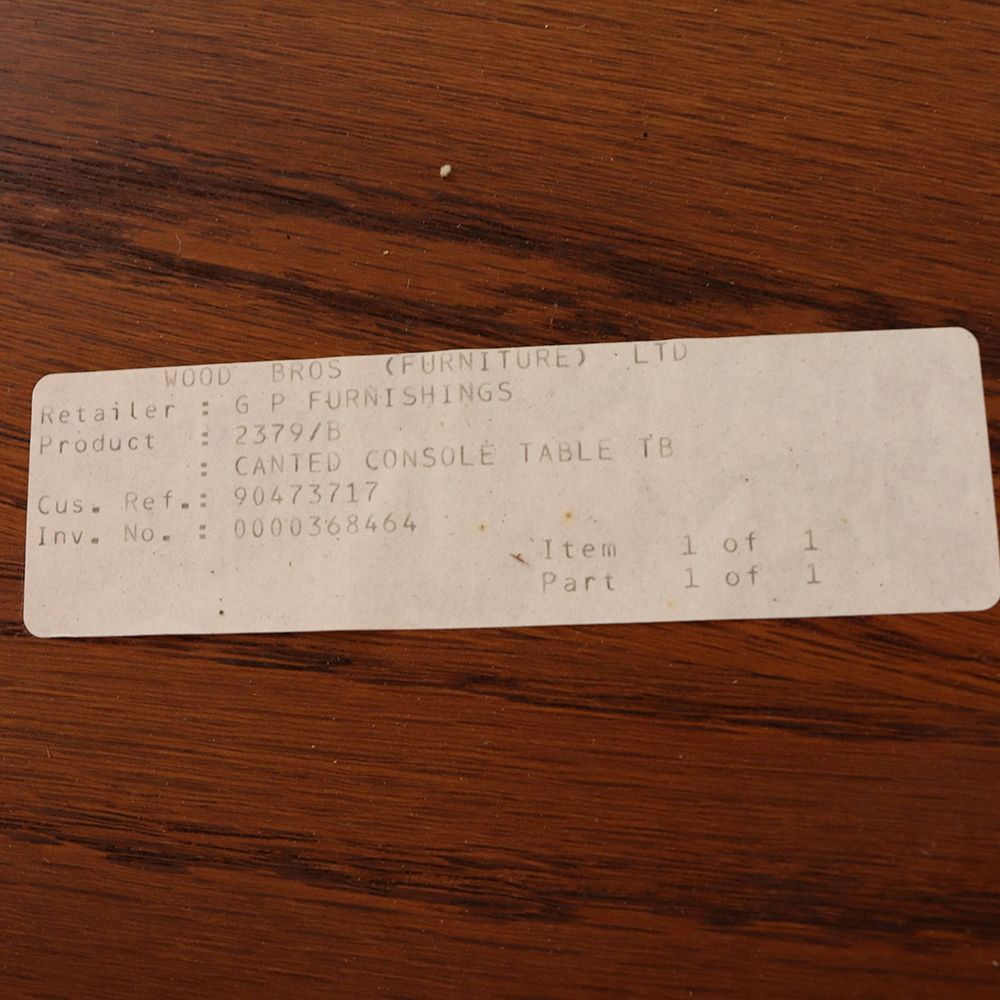 WOOD BROS (FURNITURE) LTD
Retailer : G P FURNISHINGS
Product : 2379/B
: CANTED CONSOLE TABLE TB
Cus. Ref.: 90473717
Inv. No. : 0000368464
Item 1 of 1
Part 1 of 1